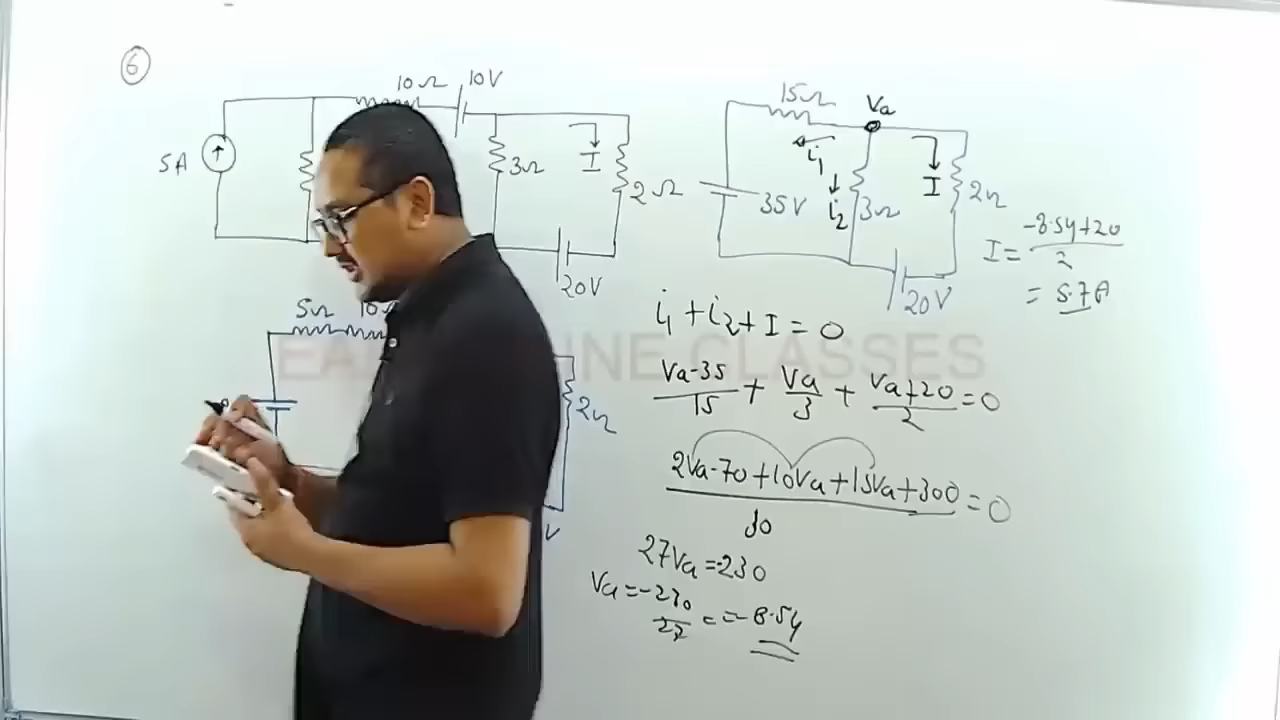 6
10Ω 10V
5A
3Ω
I
2Ω
20V
5Ω 10Ω
2Ω
V
15Ω Va
i₁
35V
i₂ 3Ω
I
2Ω
20V
I = -8.54+20
2
= 5.7A
i₁ + i₂ + I = 0
Va-35 + Va + Va+20 = 0
15 3 2
2Va-70+10Va+15Va+300 = 0
30
27Va = -230
Va = -230 = = -8.54
27